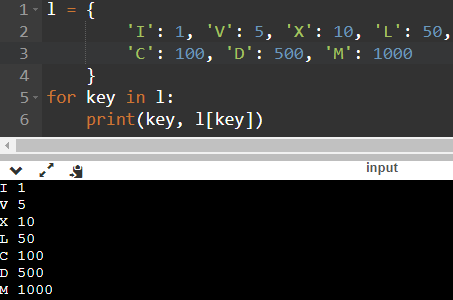 1 l = {
2 'I': 1, 'V': 5, 'X': 10, 'L': 50,
3 'C': 100, 'D': 500, 'M': 1000
4 }
5 for key in l:
6 print(key, l[key])
input
I 1
V 5
X 10
L 50
C 100
D 500
M 1000